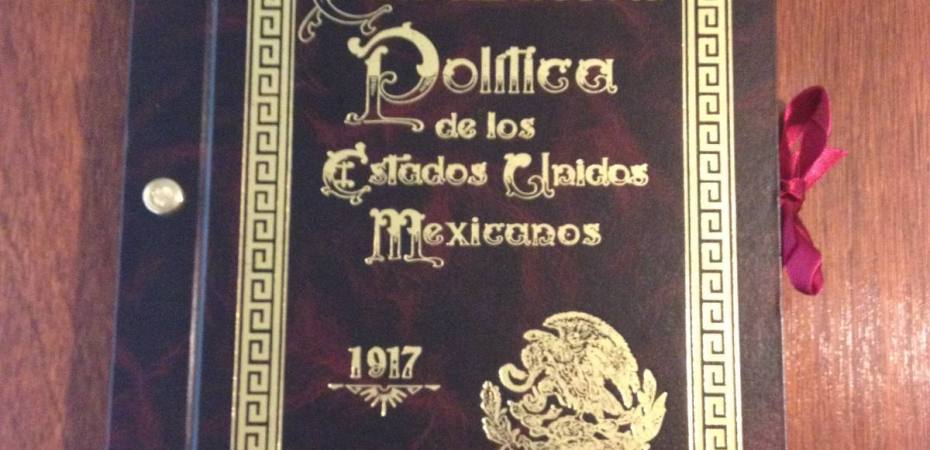 Política
de los
Estados Unidos
Mexicanos
1917